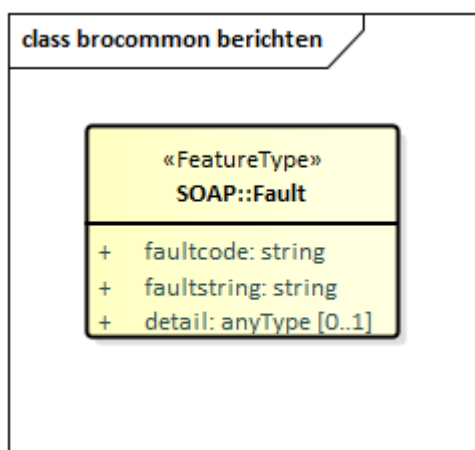 class brocommon berichten
«FeatureType»
SOAP::Fault
+ faultcode: string
+ faultstring: string
+ detail: anyType [0..1]